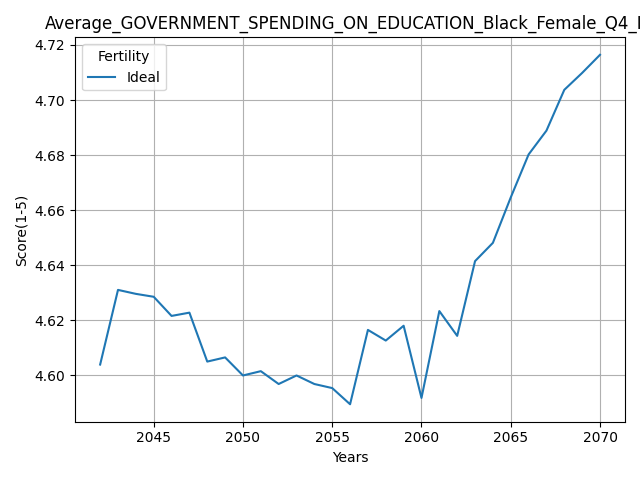 Average_GOVERNMENT_SPENDING_ON_EDUCATION_Black_Female_Q4_
Fertility
Ideal
4.72
4.70
4.68
4.66
4.64
4.62
4.60
Score(1-5)
2045 2050 2055 2060 2065 2070
Years